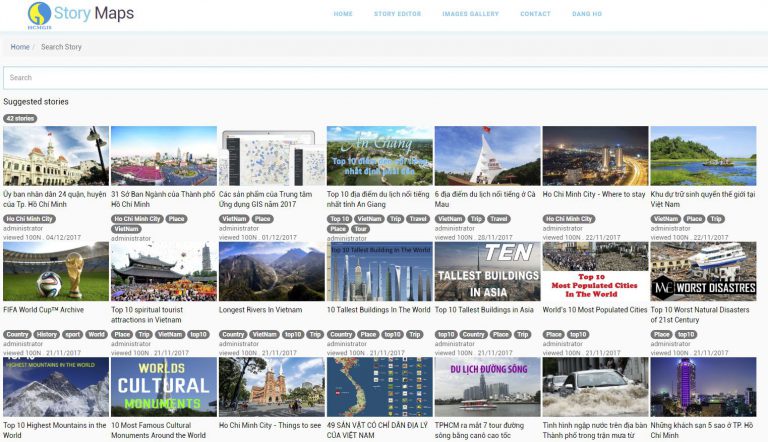 Story Maps
HCMGIS
HOME STORY EDITOR IMAGES GALLERY CONTACT DANG HO
Home / Search Story
Search
Suggested stories
42 stories
An Giang
Top 10 điểm đến nổi tiếng
nhất định phải đến
Ủy ban nhân dân 24 quận, huyện
của Tp. Hồ Chí Minh
Ho Chi Minh City
administrator
viewed 100N . 04/12/2017
31 Sở Ban Ngành của Thành phố
Hồ Chí Minh
Ho Chi Minh City Place
VietNam
administrator
Các sản phẩm của Trung tâm
Ứng dụng GIS năm 2017
VietNam Place
administrator
viewed 100N . 01/12/2017
Top 10 địa điểm du lịch nổi tiếng
nhất tỉnh An Giang
Top 10 VietNam Trip Travel
Place Tour
administrator
6 địa điểm du lịch nổi tiếng ở Cà
Mau
VietNam Trip Travel
administrator
viewed 100N . 28/11/2017
Ho Chi Minh City - Where to stay
Ho Chi Minh City
administrator
viewed 100N . 22/11/2017
Khu dự trữ sinh quyển thế giới tại
Việt Nam
VietNam Place Trip
administrator
viewed 100N . 22/11/2017
FIFA World Cup™ Archive
Country History sport World
administrator
viewed 100N . 21/11/2017
Top 10 spiritual tourist
attractions in Vietnam
Place Trip VietNam top10
administrator
viewed 100N . 21/11/2017
Longest Rivers In Vietnam
Country VietNam top10 Trip
administrator
viewed 100N . 21/11/2017
Top 10 Tallest Building In The World
10 Tallest Buildings In The World
Country Place top10 Trip
administrator
viewed 100N . 21/11/2017
TEN
TALLEST BUILDINGS
IN ASIA
Top 10 Tallest Buildings in Asia
top10 Country Place Trip
administrator
viewed 100N . 21/11/2017
Top 10
Most Populated Cities
In The World
World's 10 Most Populated Cities
Place top10
administrator
viewed 100N . 21/11/2017
WORST DISASTRES
Top 10 Worst Natural Disasters
of 21st Century
Place top10
administrator
viewed 100N . 21/11/2017
TOP 10
HIGHEST MOUNTAINS IN THE WORLD
Top 10 Highest Mountains in the
World
WORLDS
CULTURAL
MONUMENTS
10 Most Famous Cultural
Monuments Around the World
Ho Chi Minh City - Things to see
49 SẢN VẬT CÓ CHỈ DẪN ĐỊA LÝ
CỦA VIỆT NAM
DU LỊCH ĐƯỜNG SÔNG
TPHCM ra mắt 7 tour đường
sông bằng canô cao tốc
Tình hình ngập nước trên địa bàn
Thành phố trong trận mưa từ
Những khách sạn 5 sao ở TP. Hồ
Chí Minh